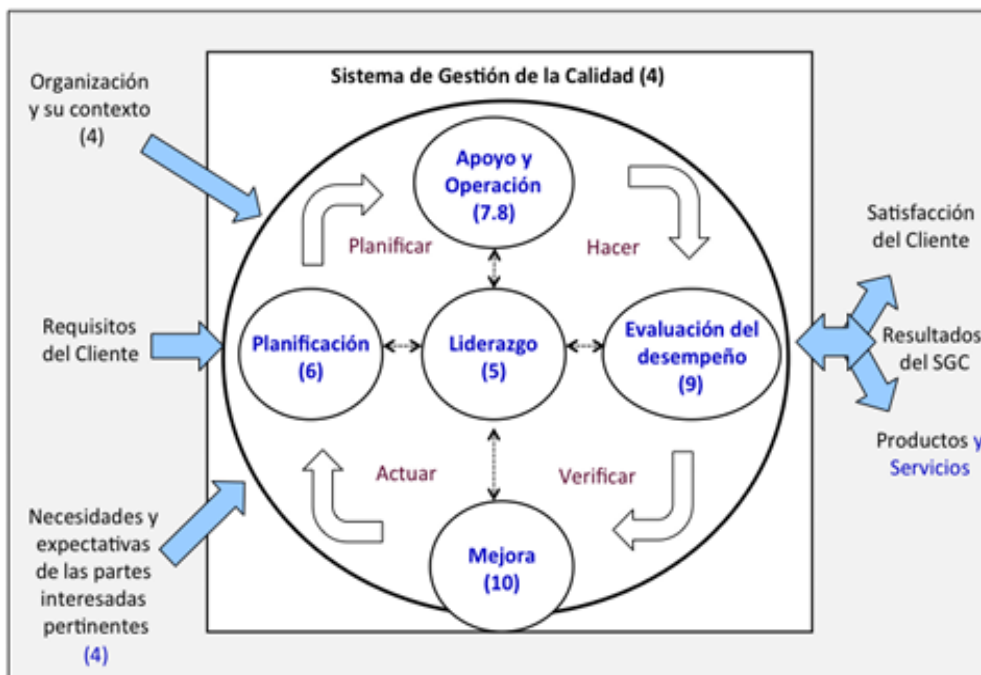 Sistema de Gestión de la Calidad (4)
Organización
y su contexto
(4)
Apoyo y
Operación
(7.8)
Planificar
Hacer
Satisfacción
del Cliente
Requisitos
del Cliente
Planificación
(6)
Liderazgo
(5)
Evaluación del
desempeño
(9)
Resultados
del SGC
Productos y
Servicios
Actuar
Verificar
Necesidades y
expectativas
de las partes
interesadas
pertinentes
(4)
Mejora
(10)